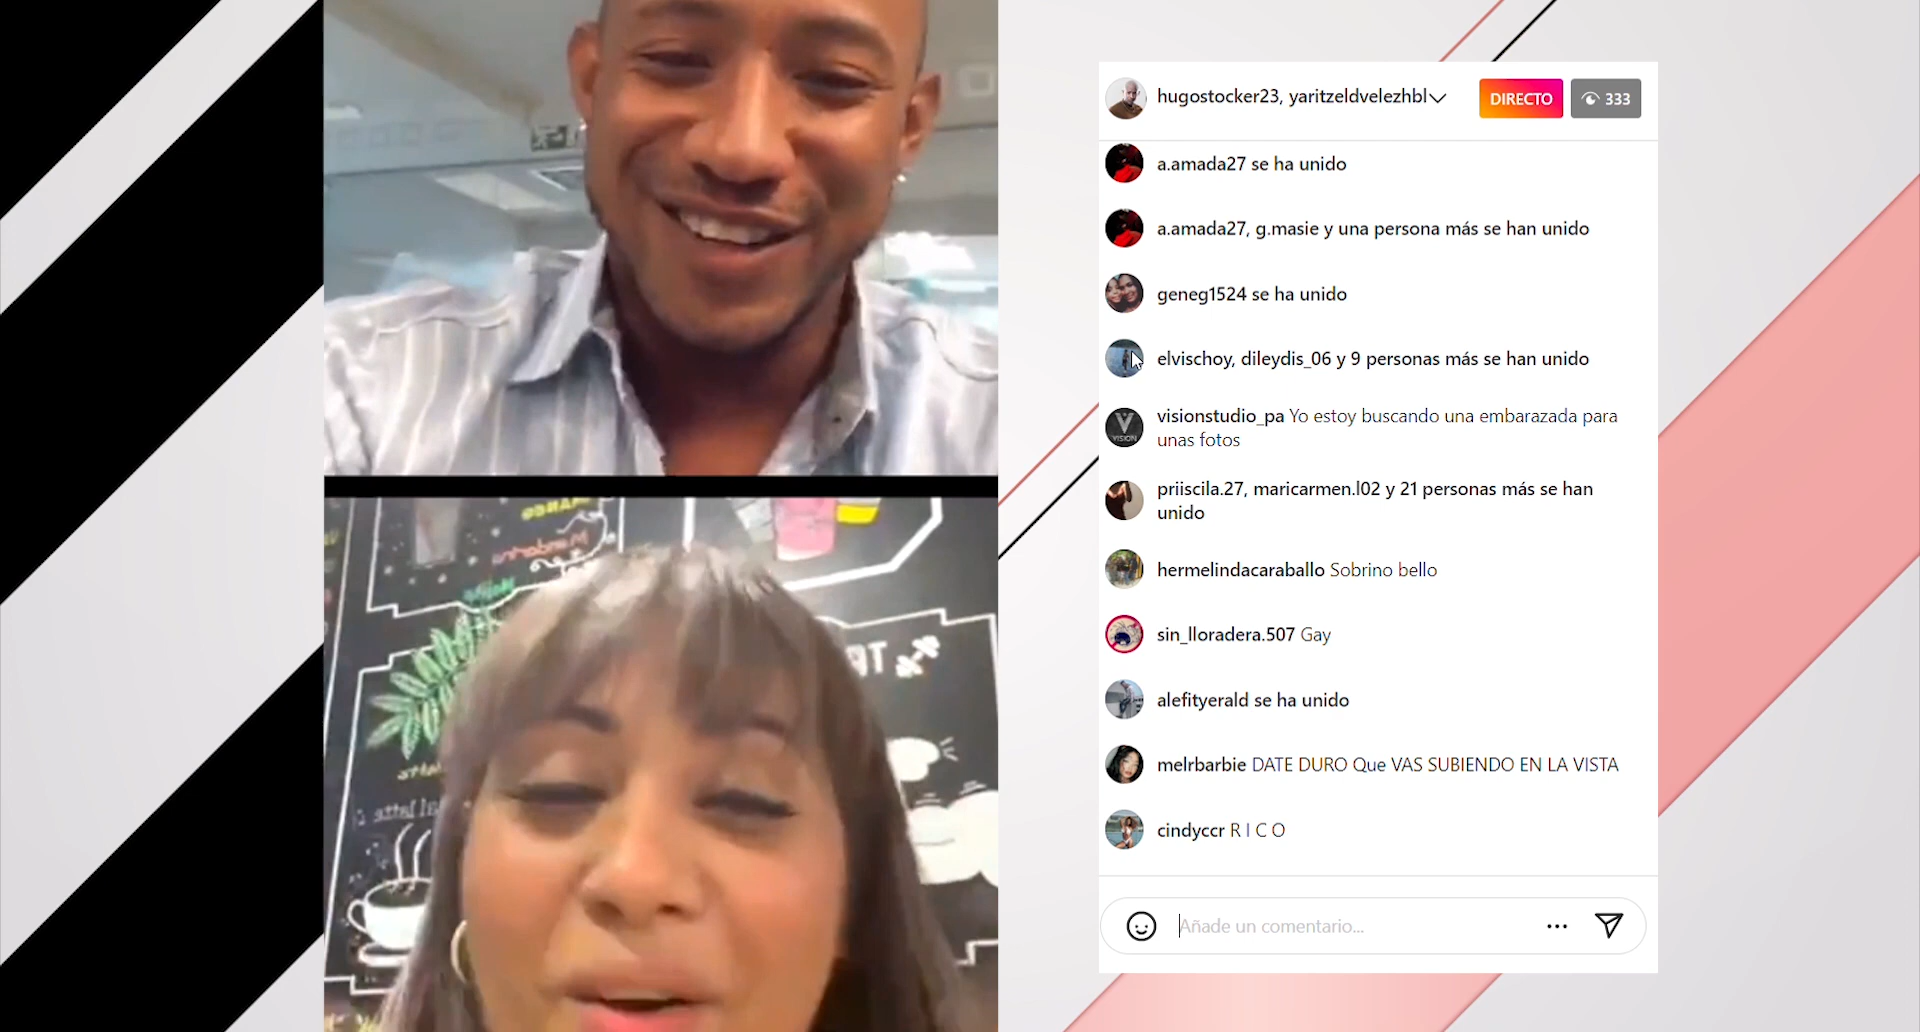 hugostocker23, yaritzeldvelezhbl
DIRECTO
333
a.amada27 se ha unido
a.amada27, g.masie y una persona más se han unido
geneg1524 se ha unido
elvischoy, dileydis_06 y 9 personas más se han unido
visionstudio_pa Yo estoy buscando una embarazada para
unas fotos
VISION
priiscila.27, maricarmen.l02 y 21 personas más se han
unido
hermelindacaraballo Sobrino bello
sin_lloradera.507 Gay
alefityerald se ha unido
melrbarbie DATE DURO Que VAS SUBIENDO EN LA VISTA
cindyccr R I C O
Añade un comentario...